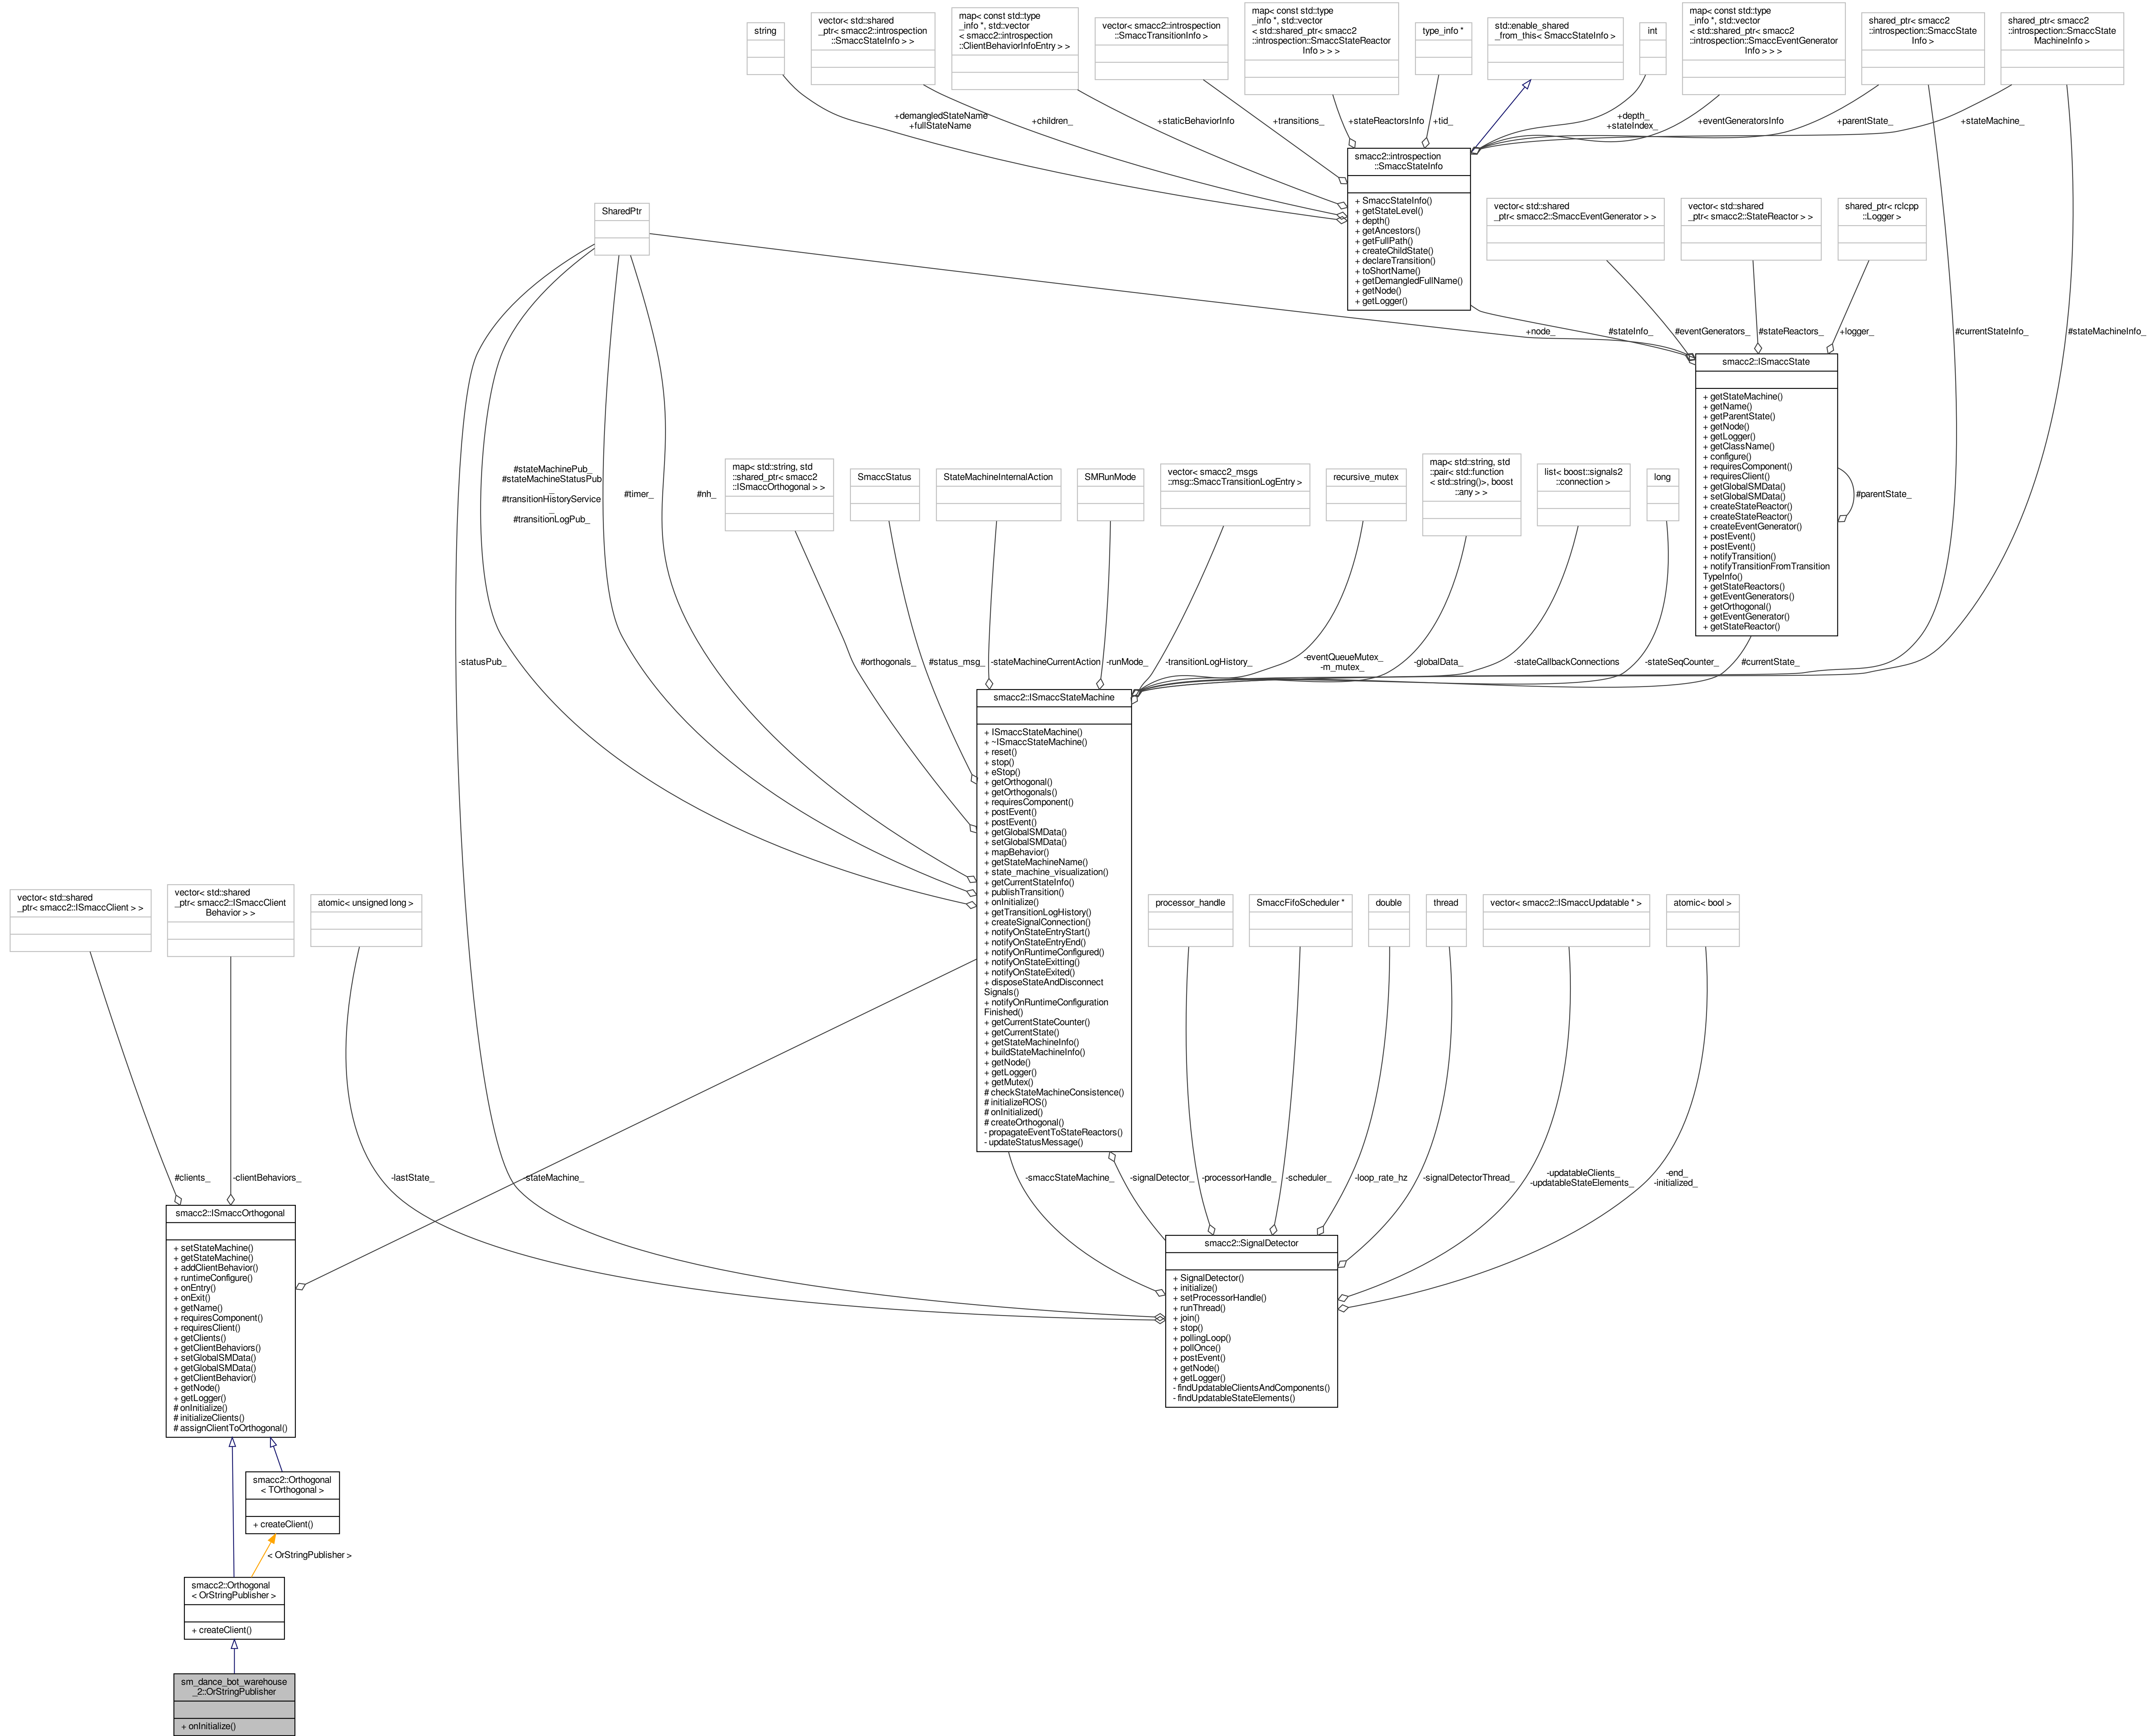 string
vector< std::shared
_ptr< smacc2::introspection
::SmaccStateInfo > >
map< const std::type
_info *, std::vector
< smacc2::introspection
::ClientBehaviorInfoEntry > >
vector< smacc2::introspection
::SmaccTransitionInfo >
map< const std::type
_info *, std::vector
< std::shared_ptr< smacc2
::introspection::SmaccStateReactor
Info > > >
type_info *
std::enable_shared
_from_this< SmaccStateInfo >
int
map< const std::type
_info *, std::vector
< std::shared_ptr< smacc2
::introspection::SmaccEventGenerator
Info > > >
shared_ptr< smacc2
::introspection::SmaccState
Info >
shared_ptr< smacc2
::introspection::SmaccState
MachineInfo >
+demangledStateName
+fullStateName
+children_
+staticBehaviorInfo
+transitions_
+stateReactorsInfo
+tid_
+depth_
+stateIndex_
+eventGeneratorsInfo
+parentState_
+stateMachine_
smacc2::introspection
::SmaccStateInfo
+ SmaccStateInfo()
+ getStateLevel()
+ depth()
+ getAncestors()
+ getFullPath()
+ createChildState()
+ declareTransition()
+ toShortName()
+ getDemangledFullName()
+ getNode()
+ getLogger()
SharedPtr
vector< std::shared
_ptr< smacc2::SmaccEventGenerator > >
vector< std::shared
_ptr< smacc2::StateReactor > >
shared_ptr< rclcpp
::Logger >
+node_
#stateInfo_
#eventGenerators_
#stateReactors_
+logger_
#currentStateInfo_
#stateMachineInfo_
smacc2::ISmaccState
+ getStateMachine()
+ getName()
+ getParentState()
+ getNode()
+ getLogger()
+ getClassName()
+ configure()
+ requiresComponent()
+ requiresClient()
+ getGlobalSMData()
+ setGlobalSMData()
+ createStateReactor()
+ createStateReactor()
+ createEventGenerator()
+ postEvent()
+ postEvent()
+ notifyTransition()
+ notifyTransitionFromTransition
TypeInfo()
+ getStateReactors()
+ getEventGenerators()
+ getOrthogonal()
+ getEventGenerator()
+ getStateReactor()
#parentState_
#stateMachinePub_
#stateMachineStatusPub
_
#transitionHistoryService
_
#transitionLogPub_
#timer_
#nh_
map< std::string, std
::shared_ptr< smacc2
::ISmaccOrthogonal > >
SmaccStatus
StateMachineInternalAction
SMRunMode
vector< smacc2_msgs
::msg::SmaccTransitionLogEntry >
recursive_mutex
map< std::string, std
::pair< std::function
< std::string()>, boost
::any > >
list< boost::signals2
::connection >
long
-statusPub_
#orthogonals_
#status_msg_
-stateMachineCurrentAction
-runMode_
-transitionLogHistory_
-eventQueueMutex_
-m_mutex_
-globalData_
-stateCallbackConnections
-stateSeqCounter_
#currentState_
smacc2::ISmaccStateMachine
+ ISmaccStateMachine()
+ ~ISmaccStateMachine()
+ reset()
+ stop()
+ eStop()
+ getOrthogonal()
+ getOrthogonals()
+ requiresComponent()
+ postEvent()
+ postEvent()
+ getGlobalSMData()
+ setGlobalSMData()
+ mapBehavior()
+ getStateMachineName()
+ state_machine_visualization()
+ getCurrentStateInfo()
+ publishTransition()
+ onInitialize()
+ getTransitionLogHistory()
+ createSignalConnection()
+ notifyOnStateEntryStart()
+ notifyOnStateEntryEnd()
+ notifyOnRuntimeConfigured()
+ notifyOnStateExitting()
+ notifyOnStateExited()
+ disposeStateAndDisconnect
Signals()
+ notifyOnRuntimeConfiguration
Finished()
+ getCurrentStateCounter()
+ getCurrentState()
+ getStateMachineInfo()
+ buildStateMachineInfo()
+ getNode()
+ getLogger()
+ getMutex()
# checkStateMachineConsistence()
# initializeROS()
# onInitialized()
# createOrthogonal()
- propagateEventToStateReactors()
- updateStatusMessage()
vector< std::shared
_ptr< smacc2::ISmaccClient > >
vector< std::shared
_ptr< smacc2::ISmaccClient
Behavior > >
atomic< unsigned long >
processor_handle
SmaccFifoScheduler *
double
thread
vector< smacc2::ISmaccUpdatable * >
atomic< bool >
#clients_
-clientBehaviors_
-lastState_
-stateMachine_
-smaccStateMachine_
-signalDetector_
-processorHandle_
-scheduler_
-loop_rate_hz
-signalDetectorThread_
-updatableClients_
-updatableStateElements_
-end_
-initialized_
smacc2::ISmaccOrthogonal
+ setStateMachine()
+ getStateMachine()
+ addClientBehavior()
+ runtimeConfigure()
+ onEntry()
+ onExit()
+ getName()
+ requiresComponent()
+ requiresClient()
+ getClients()
+ getClientBehaviors()
+ setGlobalSMData()
+ getGlobalSMData()
+ getClientBehavior()
+ getNode()
+ getLogger()
# onInitialize()
# initializeClients()
# assignClientToOrthogonal()
smacc2::SignalDetector
+ SignalDetector()
+ initialize()
+ setProcessorHandle()
+ runThread()
+ join()
+ stop()
+ pollingLoop()
+ pollOnce()
+ postEvent()
+ getNode()
+ getLogger()
- findUpdatableClientsAndComponents()
- findUpdatableStateElements()
smacc2::Orthogonal
< TOrthogonal >
+ createClient()
< OrStringPublisher >
smacc2::Orthogonal
< OrStringPublisher >
+ createClient()
sm_dance_bot_warehouse
_2::OrStringPublisher
+ onInitialize()